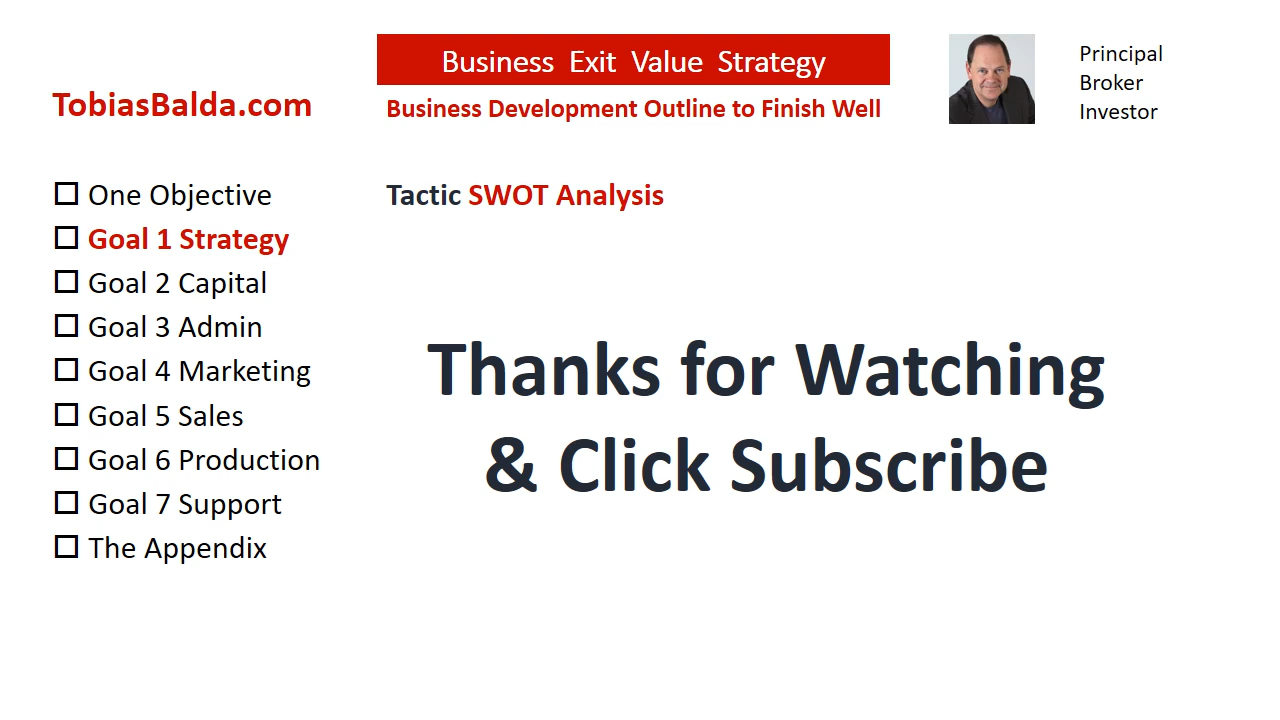 TobiasBalda.com
Business Exit Value Strategy
Business Development Outline to Finish Well
Principal
Broker
Investor
One Objective
Goal 1 Strategy
Goal 2 Capital
Goal 3 Admin
Goal 4 Marketing
Goal 5 Sales
Goal 6 Production
Goal 7 Support
The Appendix
Tactic SWOT Analysis
Thanks for Watching
& Click Subscribe